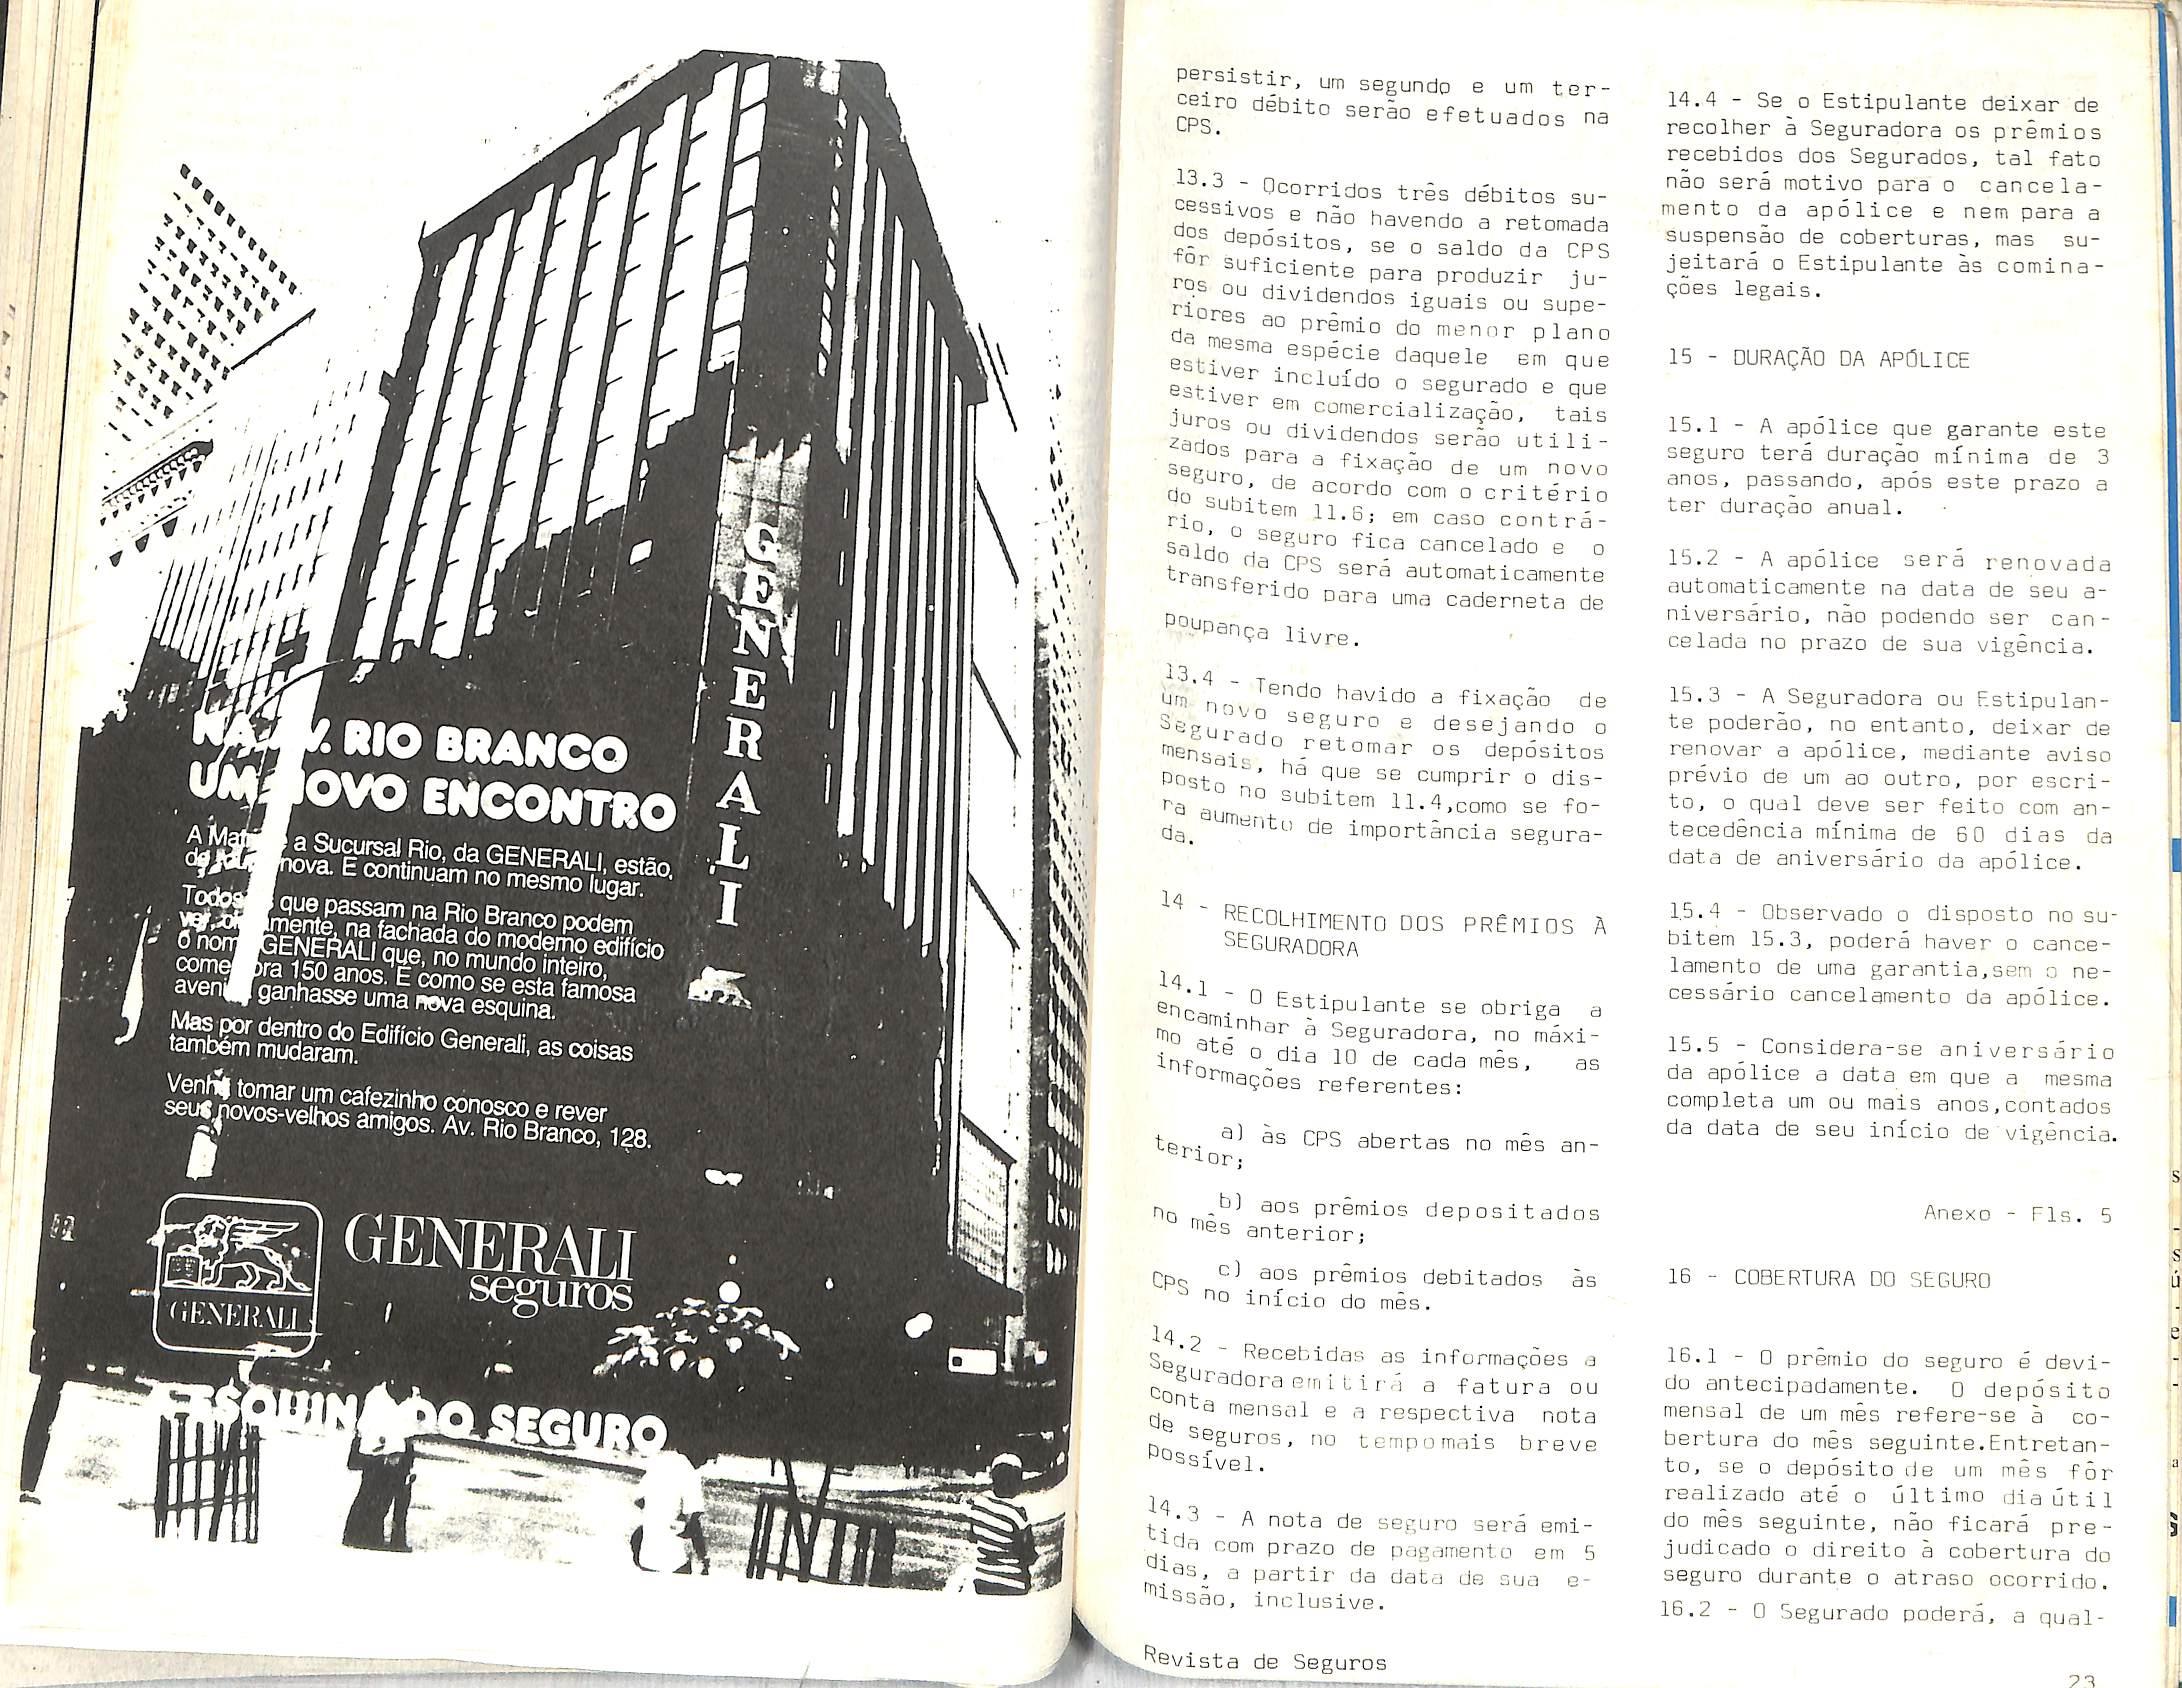 GENERALI
NA AV. RIO BRANCO
UM NOVO ENCONTRO
A Matriz e a Sucursal Rio, da GENERALI, estão,
de nova. E continuam no mesmo lugar.
Todos que passam na Rio Branco podem
ver, na fachada do moderno edifício
o nome GENERALI que, no mundo inteiro,
comemora 150 anos. É como se esta famosa
avenida ganhasse uma nova esquina.
Mas por dentro do Edifício Generali, as coisas
também mudaram.
Venha tomar um cafezinho conosco e rever
seus novos-velhos amigos. Av. Rio Branco, 128.
GENERALI
GENERALI
seguros
ESQUINA DO SEGURO
persistir, um segundo e um ter-
ceiro débito serão efetuados na
CPS.
13.3 - Ocorridos três débitos su-
cessivos e não havendo a retomada
dos depósitos, se o saldo da CPS
fôr suficiente para produzir ju-
ros ou dividendos iguais ou supe-
riores ao prêmio do menor plano
da mesma espécie daquele em que
estiver incluído o segurado e que
estiver em comercialização, tais
juros ou dividendos serão utili-
zados para a fixação de um novo
seguro, de acordo com o critério
do subitem 11.6; em caso contrá-
rio, o seguro fica cancelado e o
saldo da CPS será automaticamente
transferido para uma caderneta de
poupança livre.
13.4 - Tendo havido a fixação de
um novo seguro e desejando o
Segurado retomar os depósitos
mensais, há que se cumprir o dis-
posto no subitem 11.4,como se fo-
ra aumento de importância segura-
da.
14 - RECOLHIMENTO DOS PRÊMIOS À
SEGURADORA
14.1 - O Estipulante se obriga a
encaminhar à Seguradora, no máxi-
mo até o dia 10 de cada mês, as
informações referentes:
a) às CPS abertas no mês an-
terior;
b) aos prêmios depositados
no mês anterior;
c) aos prêmios debitados às
CPS no início do mês.
14.2 - Recebidas as informações a
Seguradora emitirá a fatura ou
conta mensal e a respectiva nota
de seguros, no tempo mais breve
possível.
14.3 - A nota de seguro será emi-
tida com prazo de pagamento em 5
dias, a partir da data de sua e-
missão, inclusive.
Revista de Seguros
14.4 - Se o Estipulante deixar de
recolher à Seguradora os prêmios
recebidos dos Segurados, tal fato
não será motivo para o cancela-
mento da apólice e nem para a
suspensão de coberturas, mas su-
jeitará o Estipulante às comina-
ções legais.
15 - DURAÇÃO DA APÓLICE
15.1 - A apólice que garante este
seguro terá duração mínima de 3
anos, passando, após este prazo a
ter duração anual.
15.2 - A apólice será renovada
automaticamente na data de seu a-
niversário, não podendo ser can-
celada no prazo de sua vigência.
15.3 - A Seguradora ou Estipulan-
te poderão, no entanto, deixar de
renovar a apólice, mediante aviso
prévio de um ao outro, por escri-
to, o qual deve ser feito com an-
tecedência mínima de 60 dias da
data de aniversário da apólice.
15.4 - Observado o disposto no su-
bitem 15.3, poderá haver o cance-
lamento de uma garantia,sem o ne-
cessário cancelamento da apólice.
15.5 - Considera-se aniversário
da apólice a data em que a mesma
completa um ou mais anos,contados
da data de seu início de vigência.
Anexo - Fls. 5
16 - COBERTURA DO SEGURO
16.1 - O prêmio do seguro é devi-
do antecipadamente. O depósito
mensal de um mês refere-se à co-
bertura do mês seguinte.Entretan-
to, se o depósito de um mês fôr
realizado até o último dia útil
do mês seguinte, não ficará pre-
judicado o direito à cobertura do
seguro durante o atraso ocorrido.
16.2 - O Segurado poderá, a qual-
23